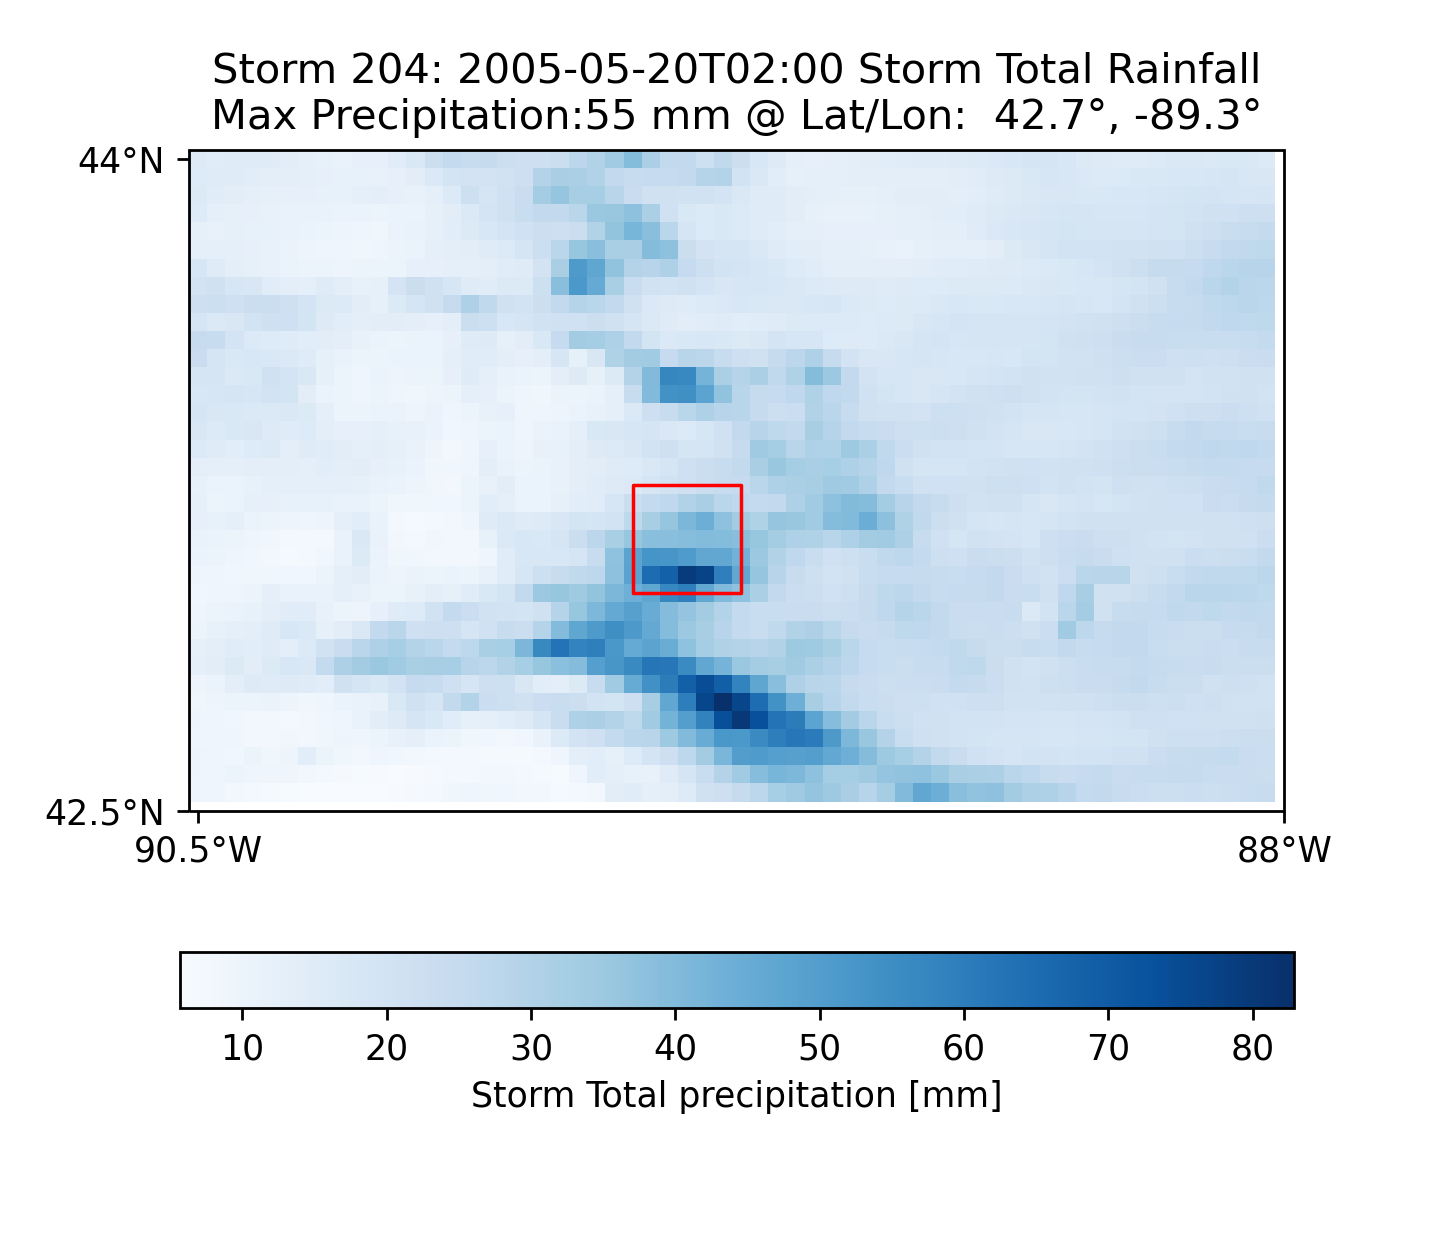 Storm 204: 2005-05-20T02:00 Storm Total Rainfall
Max Precipitation:55 mm @ Lat/Lon:  42.7°, -89.3°
44°N
42.5°N
90.5°W 88°W
10 20 30 40 50 60 70 80
Storm Total precipitation [mm]